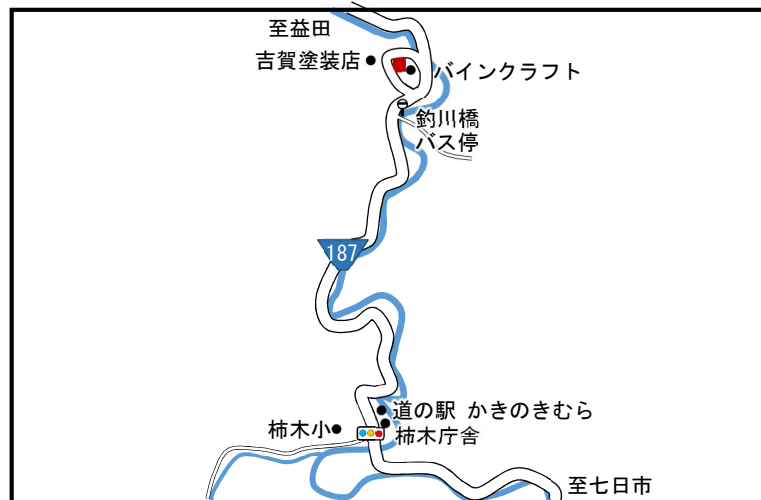 至益田
吉賀塗装店
バインクラフト
釣川橋
バス停
187
道の駅 かきのきむら
柿木小
柿木庁舎
至七日市